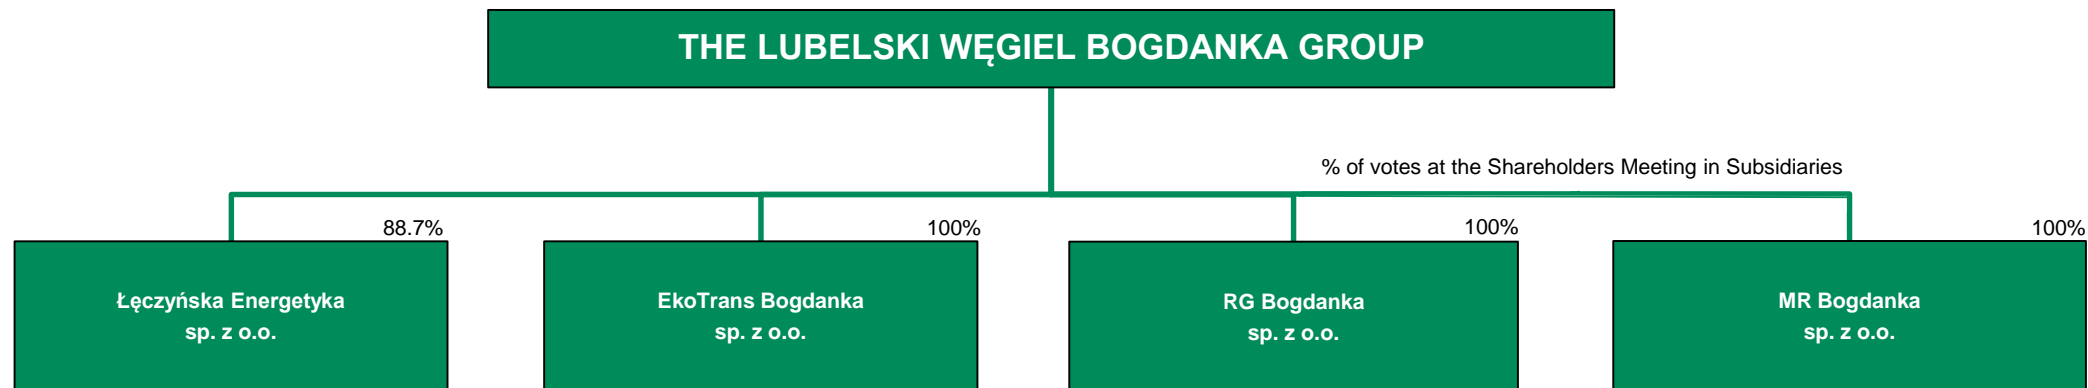 THE LUBELSKI WĘGIEL BOGDANKA GROUP
% of votes at the Shareholders Meeting in Subsidiaries
88.7%
100%
100%
100%
Łęczyńska Energetyka
sp. z o.o.
EkoTrans Bogdanka
sp. z o.o.
RG Bogdanka
sp. z o.o.
MR Bogdanka
sp. z o.o.